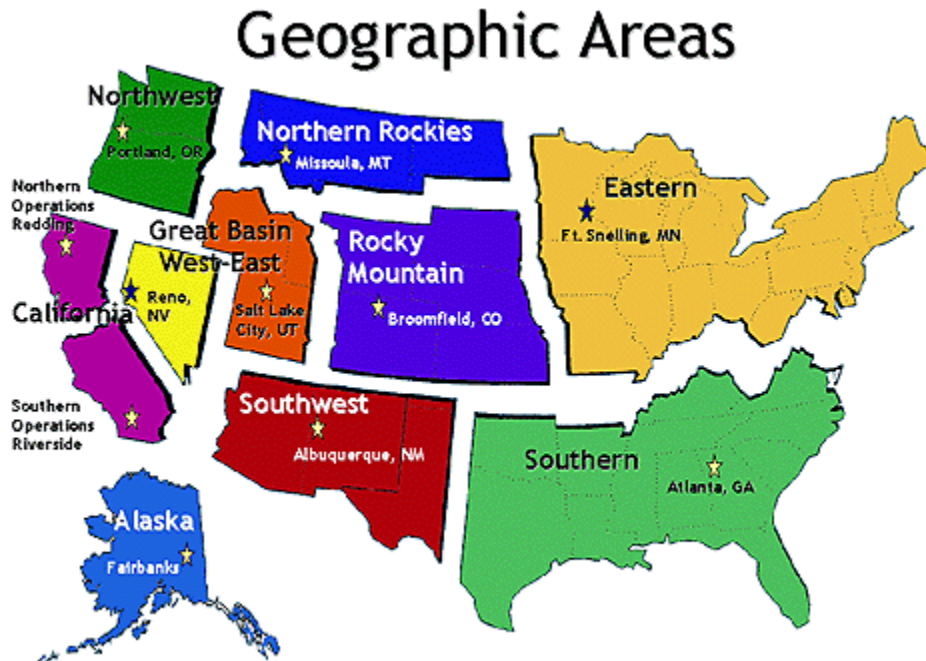 Geographic Areas
Northwest
Portland, OR
Northern Rockies
Missoula, MT
Eastern
Ft. Snelling, MN
Northern
Operations
Redding
Great Basin
West-East
Reno,
NV
Salt Lake
City, UT
Rocky
Mountain
Broomfield, CO
California
Southern
Operations
Riverside
Southwest
Albuquerque, NM
Southern
Atlanta, GA
Alaska
Fairbanks